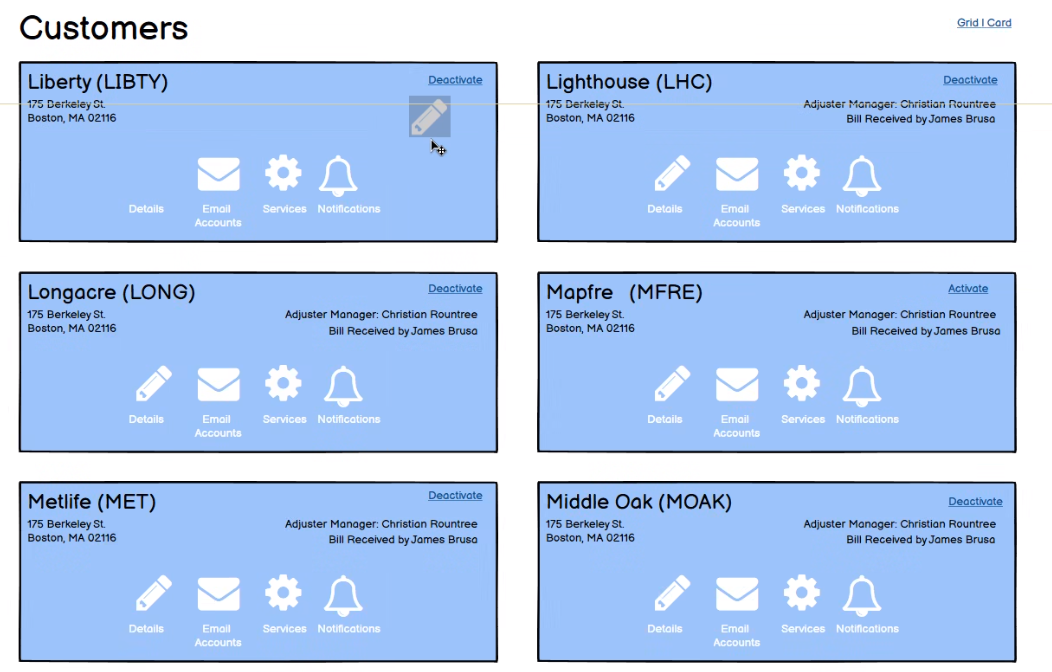 Customers
Grid | Card
Liberty (LIBTY)
Deactivate
175 Berkeley St.
Boston, MA 02116
Details
Email
Accounts
Services
Notifications
Lighthouse (LHC)
Deactivate
175 Berkeley St.
Boston, MA 02116
Adjuster Manager: Christian Rountree
Bill Received by James Brusa
Details
Email
Accounts
Services
Notifications
Longacre (LONG)
Deactivate
175 Berkeley St.
Boston, MA 02116
Adjuster Manager: Christian Rountree
Bill Received by James Brusa
Details
Email
Accounts
Services
Notifications
Mapfre (MFRE)
Activate
175 Berkeley St.
Boston, MA 02116
Adjuster Manager: Christian Rountree
Bill Received by James Brusa
Details
Email
Accounts
Services
Notifications
Metlife (MET)
Deactivate
175 Berkeley St.
Boston, MA 02116
Adjuster Manager: Christian Rountree
Bill Received by James Brusa
Details
Email
Accounts
Services
Notifications
Middle Oak (MOAK)
Deactivate
175 Berkeley St.
Boston, MA 02116
Adjuster Manager: Christian Rountree
Bill Received by James Brusa
Details
Email
Accounts
Services
Notifications